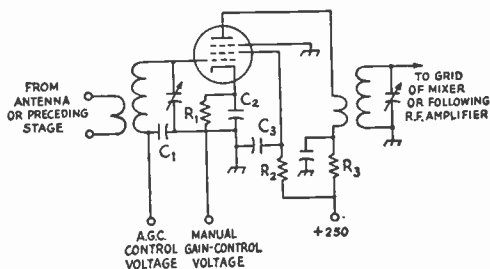 FROM
ANTENNA
OR PRECEDING
STAGE
C1
R1
C2
C3
R2
R3
TO GRID
OF MIXER
OR FOLLOWING
R.F. AMPLIFIER
A.G.C.
CONTROL
VOLTAGE
MANUAL
GAIN-CONTROL
VOLTAGE
+250